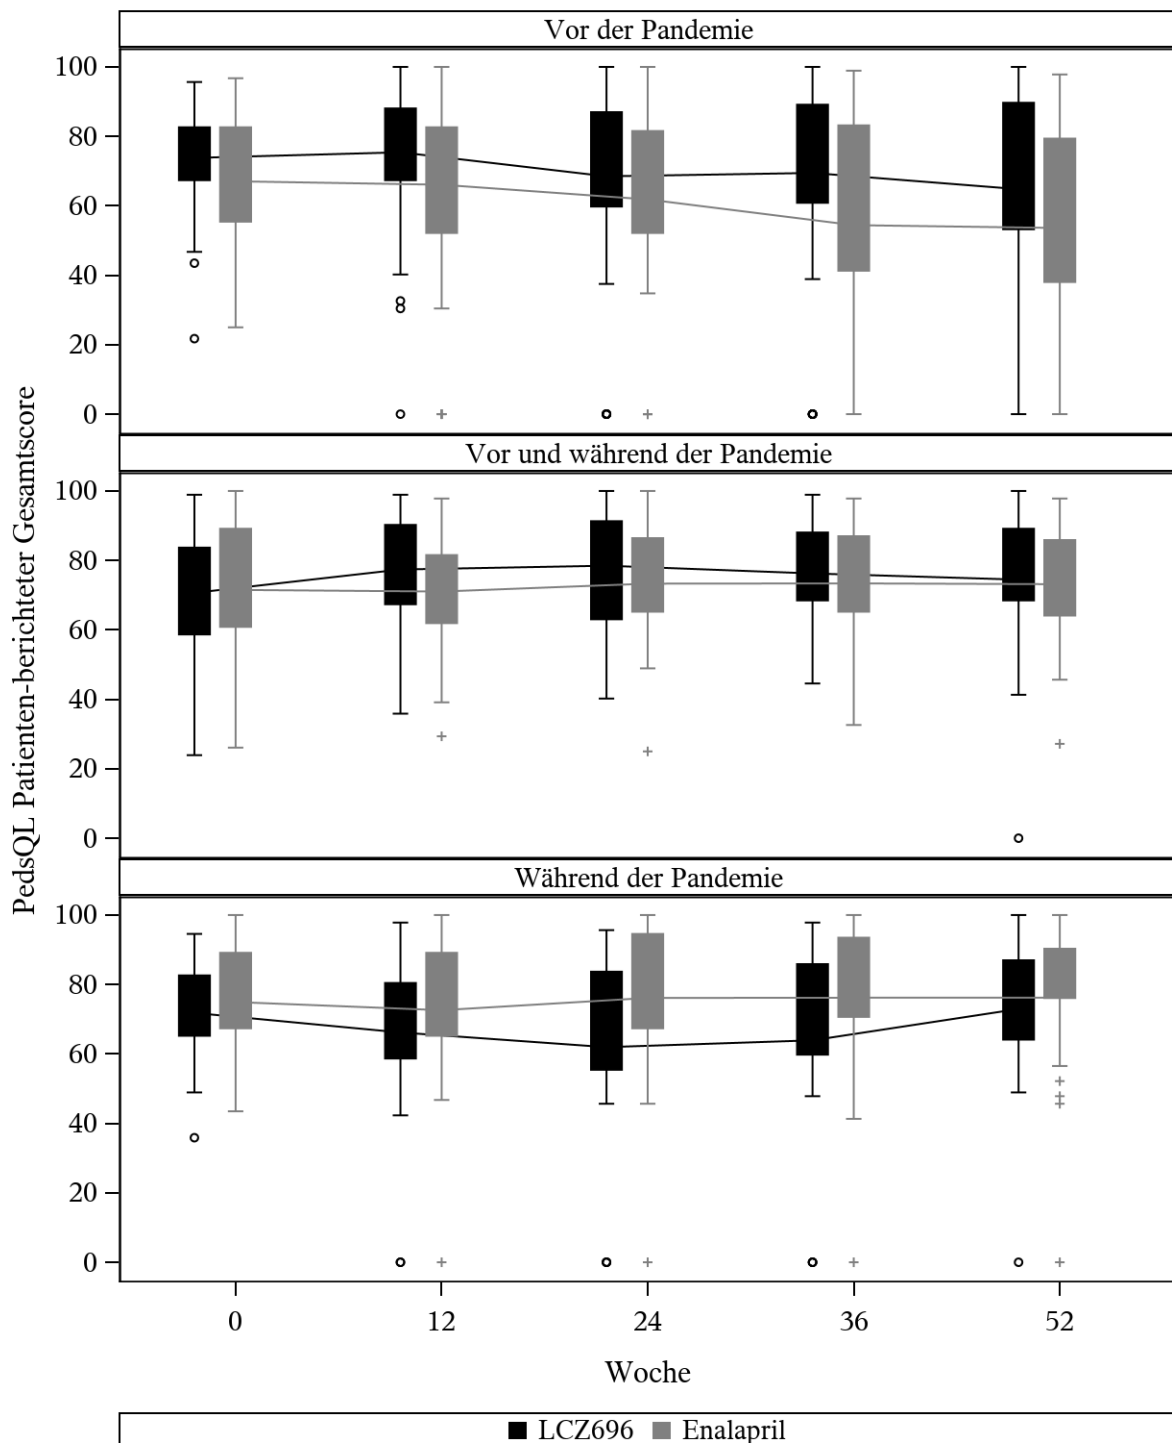 Vor der Pandemie
100
80
60
40
20
0
Vor und während der Pandemie
100
80
60
40
20
0
Während der Pandemie
100
80
60
40
20
0
PedsQL Patienten-berichteter Gesamtscore
0 12 24 36 52
Woche
LCZ696 Enalapril